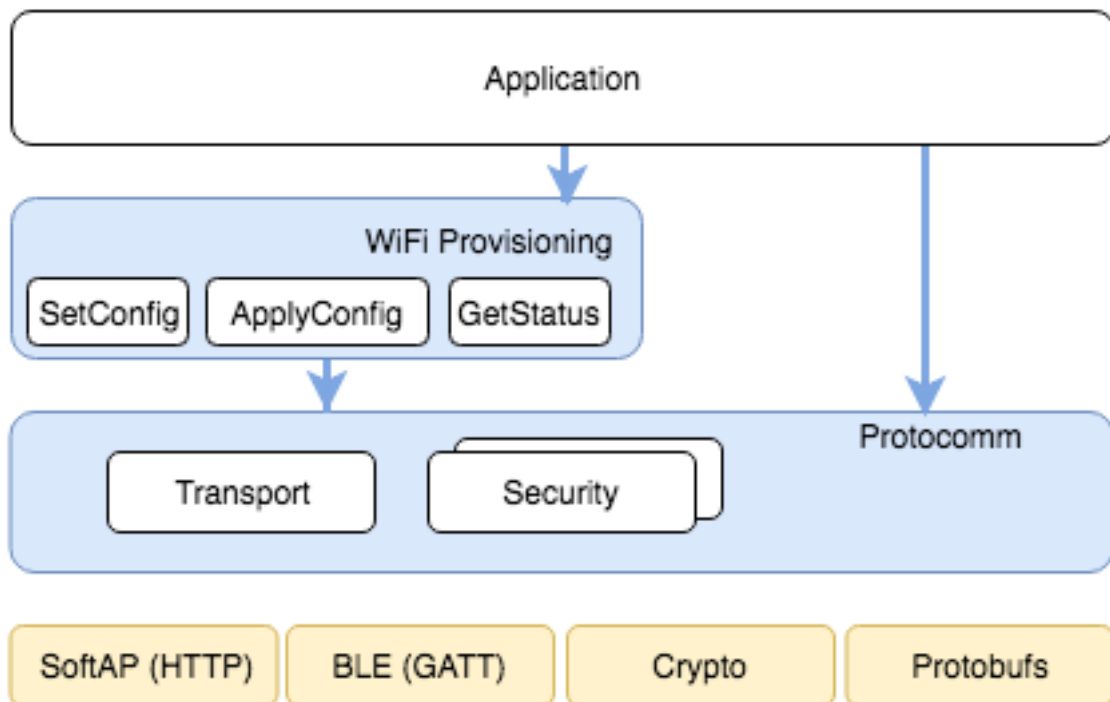 Application
WiFi Provisioning
SetConfig
ApplyConfig
GetStatus
Protocomm
Transport
Security
SoftAP (HTTP)
BLE (GATT)
Crypto
Protobufs